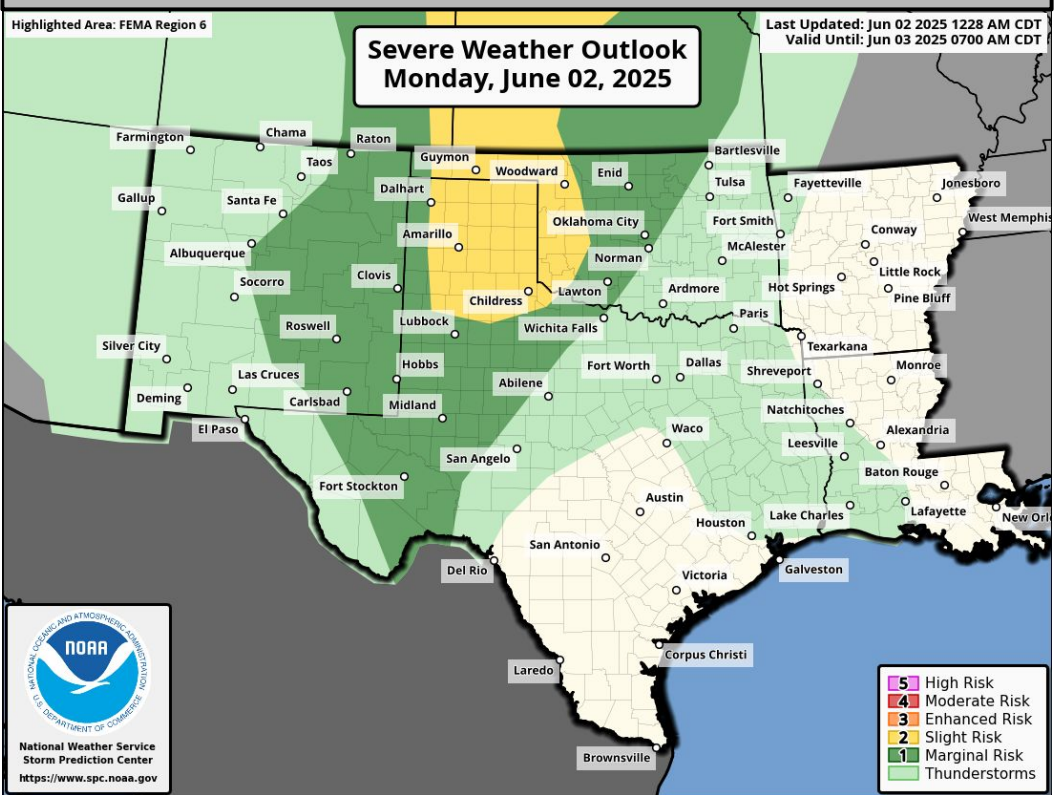 Highlighted Area: FEMA Region 6
Severe Weather Outlook
Monday, June 02, 2025
Last Updated: Jun 02 2025 1228 AM CDT
Valid Until: Jun 03 2025 0700 AM CDT
Farmington
Chama
Raton
Taos
Guymon
Woodward
Enid
Bartlesville
Tulsa
Fayetteville
Jonesboro
Gallup
Santa Fe
Dalhart
Oklahoma City
Fort Smith
West Memphis
Albuquerque
Amarillo
Norman
McAlester
Conway
Socorro
Clovis
Childress
Lawton
Ardmore
Hot Springs
Little Rock
Pine Bluff
Roswell
Lubbock
Wichita Falls
Paris
Texarkana
Silver City
Las Cruces
Hobbs
Fort Worth
Dallas
Shreveport
Monroe
Deming
Carlsbad
Midland
Abilene
Natchitoches
El Paso
San Angelo
Waco
Leesville
Alexandria
Fort Stockton
Austin
Baton Rouge
Houston
Lake Charles
Lafayette
New Orl
Del Rio
San Antonio
Galveston
Victoria
Laredo
Corpus Christi
Brownsville
NATIONAL OCEANIC AND ATMOSPHERIC ADMINISTRATION
NOAA
U.S. DEPARTMENT OF COMMERCE
National Weather Service
Storm Prediction Center
https://www.spc.noaa.gov
5 High Risk
4 Moderate Risk
3 Enhanced Risk
2 Slight Risk
1 Marginal Risk
Thunderstorms